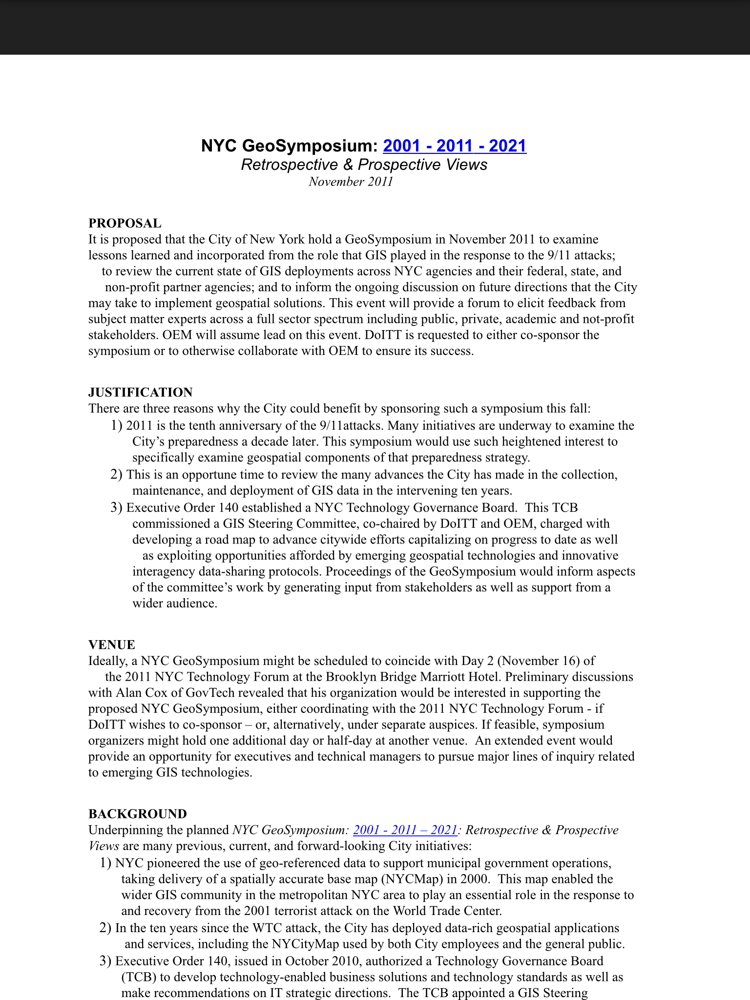 NYC GeoSymposium: 2001 - 2011 - 2021
Retrospective & Prospective Views
November 2011
PROPOSAL
It is proposed that the City of New York hold a GeoSymposium in November 2011 to examine
lessons learned and incorporated from the role that GIS played in the response to the 9/11 attacks;
to review the current state of GIS deployments across NYC agencies and their federal, state, and
non-profit partner agencies; and to inform the ongoing discussion on future directions that the City
may take to implement geospatial solutions. This event will provide a forum to elicit feedback from
subject matter experts across a full sector spectrum including public, private, academic and not-profit
stakeholders. OEM will assume lead on this event. DoITT is requested to either co-sponsor the
symposium or to otherwise collaborate with OEM to ensure its success.
JUSTIFICATION
There are three reasons why the City could benefit by sponsoring such a symposium this fall:
1) 2011 is the tenth anniversary of the 9/11attacks. Many initiatives are underway to examine the
City’s preparedness a decade later. This symposium would use such heightened interest to
specifically examine geospatial components of that preparedness strategy.
2) This is an opportune time to review the many advances the City has made in the collection,
maintenance, and deployment of GIS data in the intervening ten years.
3) Executive Order 140 established a NYC Technology Governance Board.  This TCB
commissioned a GIS Steering Committee, co-chaired by DoITT and OEM, charged with
developing a road map to advance citywide efforts capitalizing on progress to date as well
as exploiting opportunities afforded by emerging geospatial technologies and innovative
interagency data-sharing protocols. Proceedings of the GeoSymposium would inform aspects
of the committee’s work by generating input from stakeholders as well as support from a
wider audience.
VENUE
Ideally, a NYC GeoSymposium might be scheduled to coincide with Day 2 (November 16) of
the 2011 NYC Technology Forum at the Brooklyn Bridge Marriott Hotel. Preliminary discussions
with Alan Cox of GovTech revealed that his organization would be interested in supporting the
proposed NYC GeoSymposium, either coordinating with the 2011 NYC Technology Forum - if
DoITT wishes to co-sponsor – or, alternatively, under separate auspices. If feasible, symposium
organizers might hold one additional day or half-day at another venue.  An extended event would
provide an opportunity for executives and technical managers to pursue major lines of inquiry related
to emerging GIS technologies.
BACKGROUND
Underpinning the planned NYC GeoSymposium: 2001 - 2011 – 2021: Retrospective & Prospective
Views are many previous, current, and forward-looking City initiatives:
1) NYC pioneered the use of geo-referenced data to support municipal government operations,
taking delivery of a spatially accurate base map (NYCMap) in 2000.  This map enabled the
wider GIS community in the metropolitan NYC area to play an essential role in the response to
and recovery from the 2001 terrorist attack on the World Trade Center.
2) In the ten years since the WTC attack, the City has deployed data-rich geospatial applications
and services, including the NYCityMap used by both City employees and the general public.
3) Executive Order 140, issued in October 2010, authorized a Technology Governance Board
(TCB) to develop technology-enabled business solutions and technology standards as well as
make recommendations on IT strategic directions.  The TCB appointed a GIS Steering